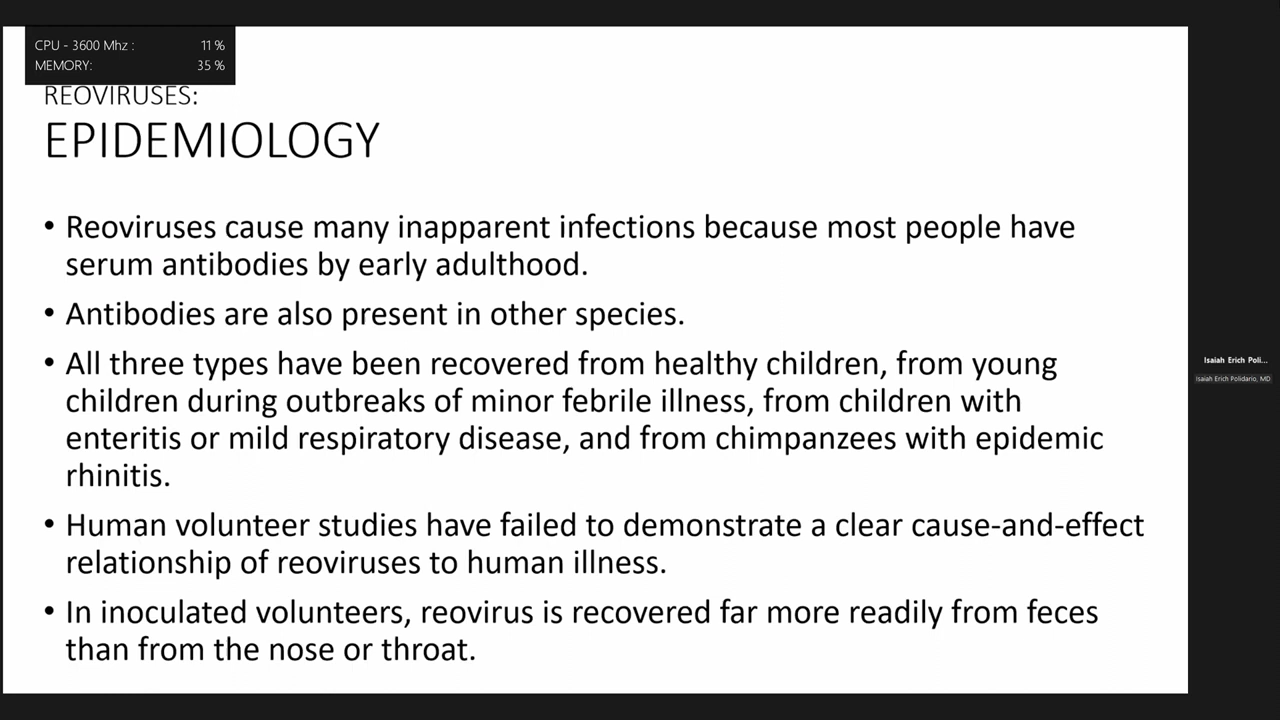 CPU - 3600 Mhz : 11 %
MEMORY: 35 %
REOVIRUSES:
EPIDEMIOLOGY
• Reoviruses cause many inapparent infections because most people have
serum antibodies by early adulthood.
• Antibodies are also present in other species.
• All three types have been recovered from healthy children, from young
children during outbreaks of minor febrile illness, from children with
enteritis or mild respiratory disease, and from chimpanzees with epidemic
rhinitis.
• Human volunteer studies have failed to demonstrate a clear cause-and-effect
relationship of reoviruses to human illness.
• In inoculated volunteers, reovirus is recovered far more readily from feces
than from the nose or throat.
Isaiah Erich Poli...
Isaiah Erich Polidario, MD